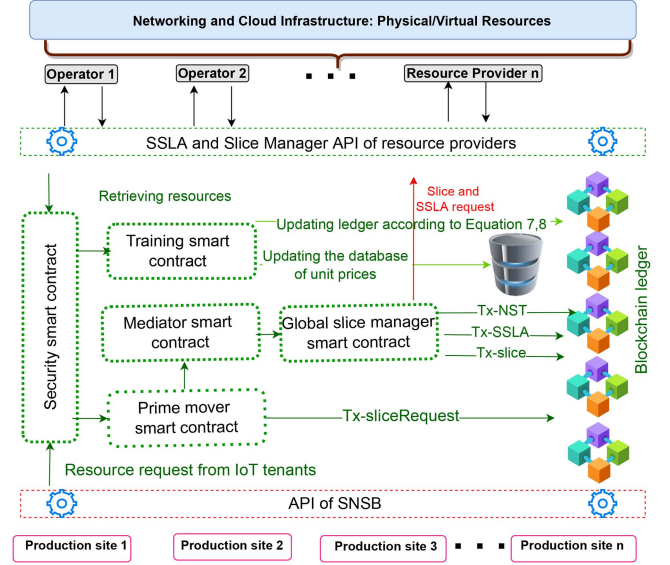 Networking and Cloud Infrastructure: Physical/Virtual Resources
Operator 1
Operator 2
Resource Provider n
SSLA and Slice Manager API of resource providers
Retrieving resources
Slice and
SSLA request
Updating ledger according to Equation 7,8
Training smart
contract
Updating the database
of unit prices
Security smart contract
Blockchain ledger
Mediator smart
contract
Global slice manager
smart contract
Tx-NST
Tx-SSLA
Tx-slice
Prime mover
smart contract
Tx-sliceRequest
Resource request from IoT tenants
API of SNSB
Production site 1
Production site 2
Production site 3
Production site n